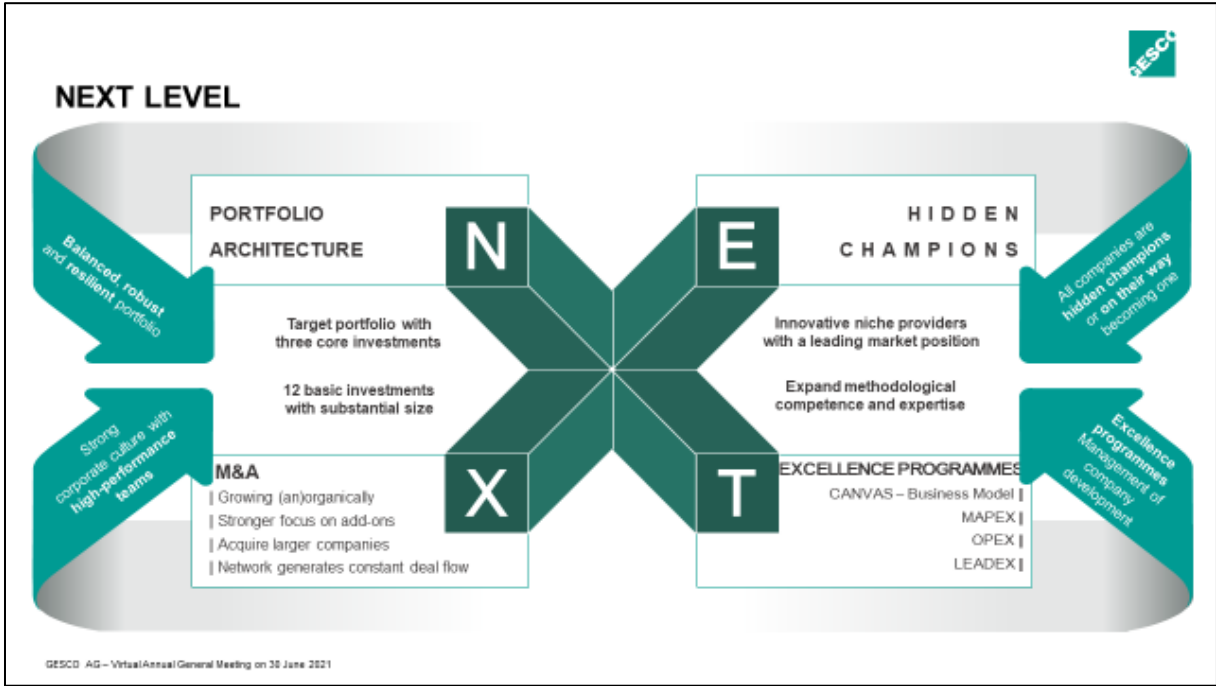 GESCO
NEXT LEVEL
Balanced, robust
and resilient portfolio
PORTFOLIO
ARCHITECTURE
N
E
HIDDEN
CHAMPIONS
All companies are
hidden champions
or on their way
becoming one
Target portfolio with
three core investments
12 basic investments
with substantial size
Innovative niche providers
with a leading market position
Expand methodological
competence and expertise
Strong
corporate culture with
high-performance
teams
M&A
| Growing (an)organically
| Stronger focus on add-ons
| Acquire larger companies
| Network generates constant deal flow
X
T
EXCELLENCE PROGRAMMES
CANVAS – Business Model |
MAPEX |
OPEX |
LEADEX |
Excellence
programmes
Management of
company
development
GESCO AG – Virtual Annual General Meeting on 30 June 2021